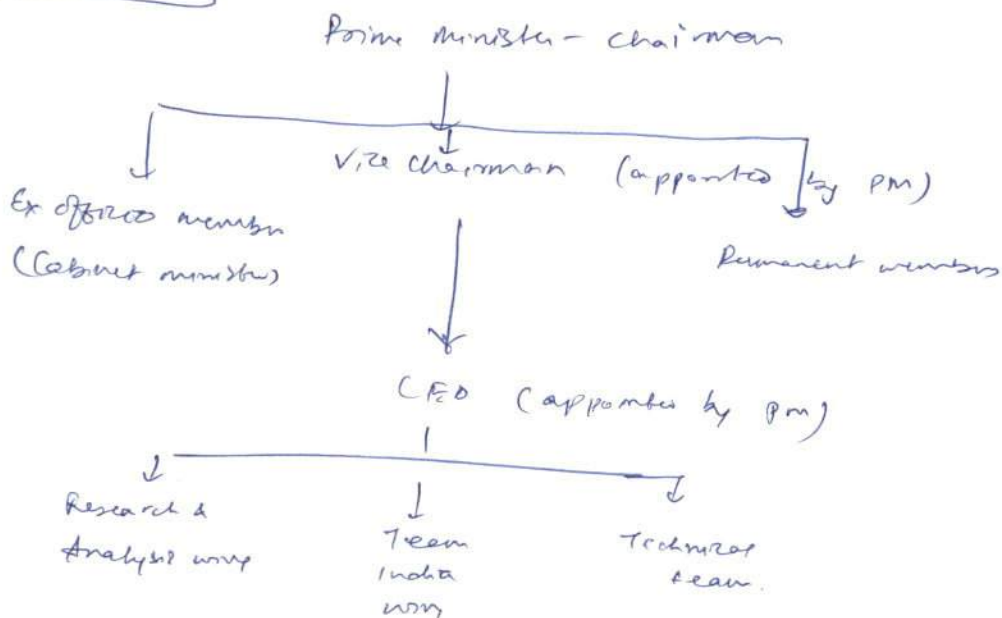 Prime Minister - Chairman
Vice Chairman (appointed by PM)
Ex officio member
(Cabinet ministers)
Permanent members
CEO (appointed by PM)
Research & Analysis wing
Team India wing
Technical team.